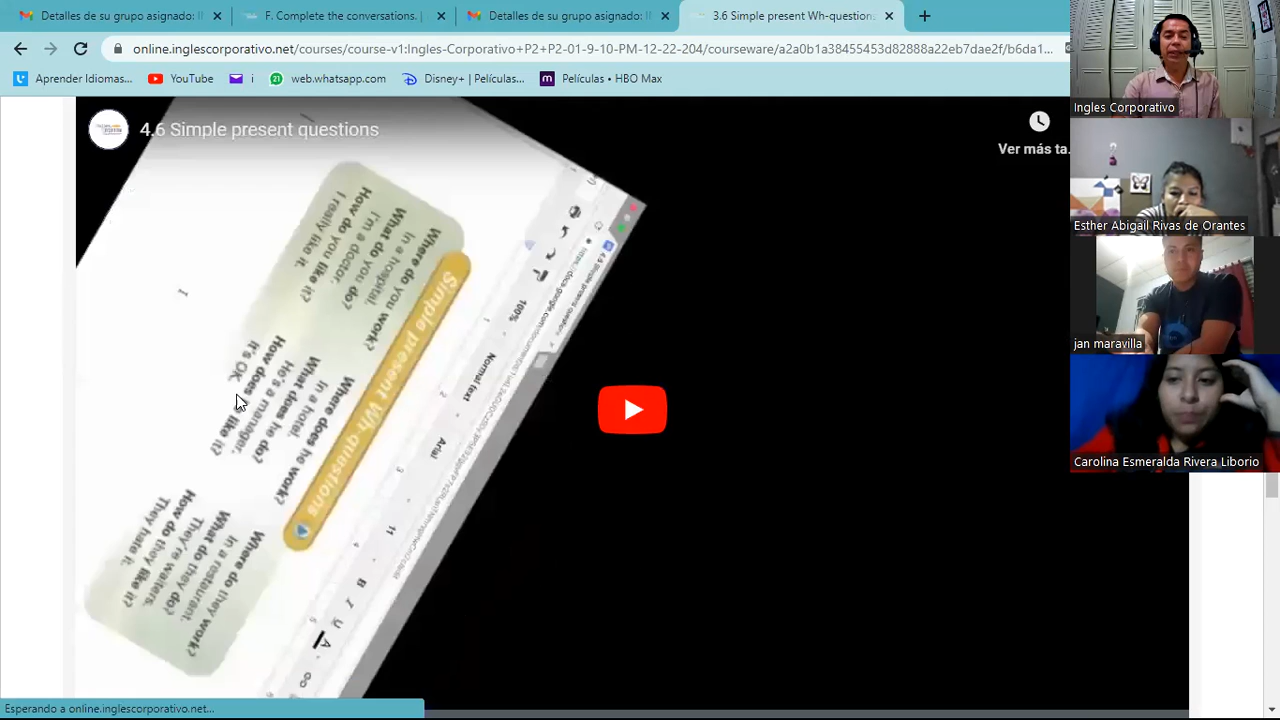 Detalles de su grupo asignado: I
F. Complete the conversations. |
Detalles de su grupo asignado: I
3.6 Simple present Wh-question:
online.inglescorporativo.net/courses/course-v1:Ingles-Corporativo+P2+P2-01-9-10-PM-12-22-204/courseware/a2a0b1a38455453d82838b22eb7dae2f/b6da1...
Aprender Idiomas...
YouTube
i
web.whatsapp.com
Disney+ | Películas...
Películas • HBO Max
4.6 Simple present questions
Ver más ta...
100%
Normal text
Arial
11
B I U A
Simple present Wh-questions
Where do you work?
In a hospital.
What do you do?
I'm a doctor.
How do you like it?
I really like it.
Where does he work?
In a hotel.
What does he do?
He's a manager.
How does he like it?
It's OK.
Where do they work?
In a restaurant.
What do they do?
They're waiters.
How do they like it?
They hate it.
Ingles Corporativo
Esther Abigail Rivas de Orantes
jan maravilla
Carolina Esmeralda Rivera Liborio
Esperando a online.inglescorporativo.net...